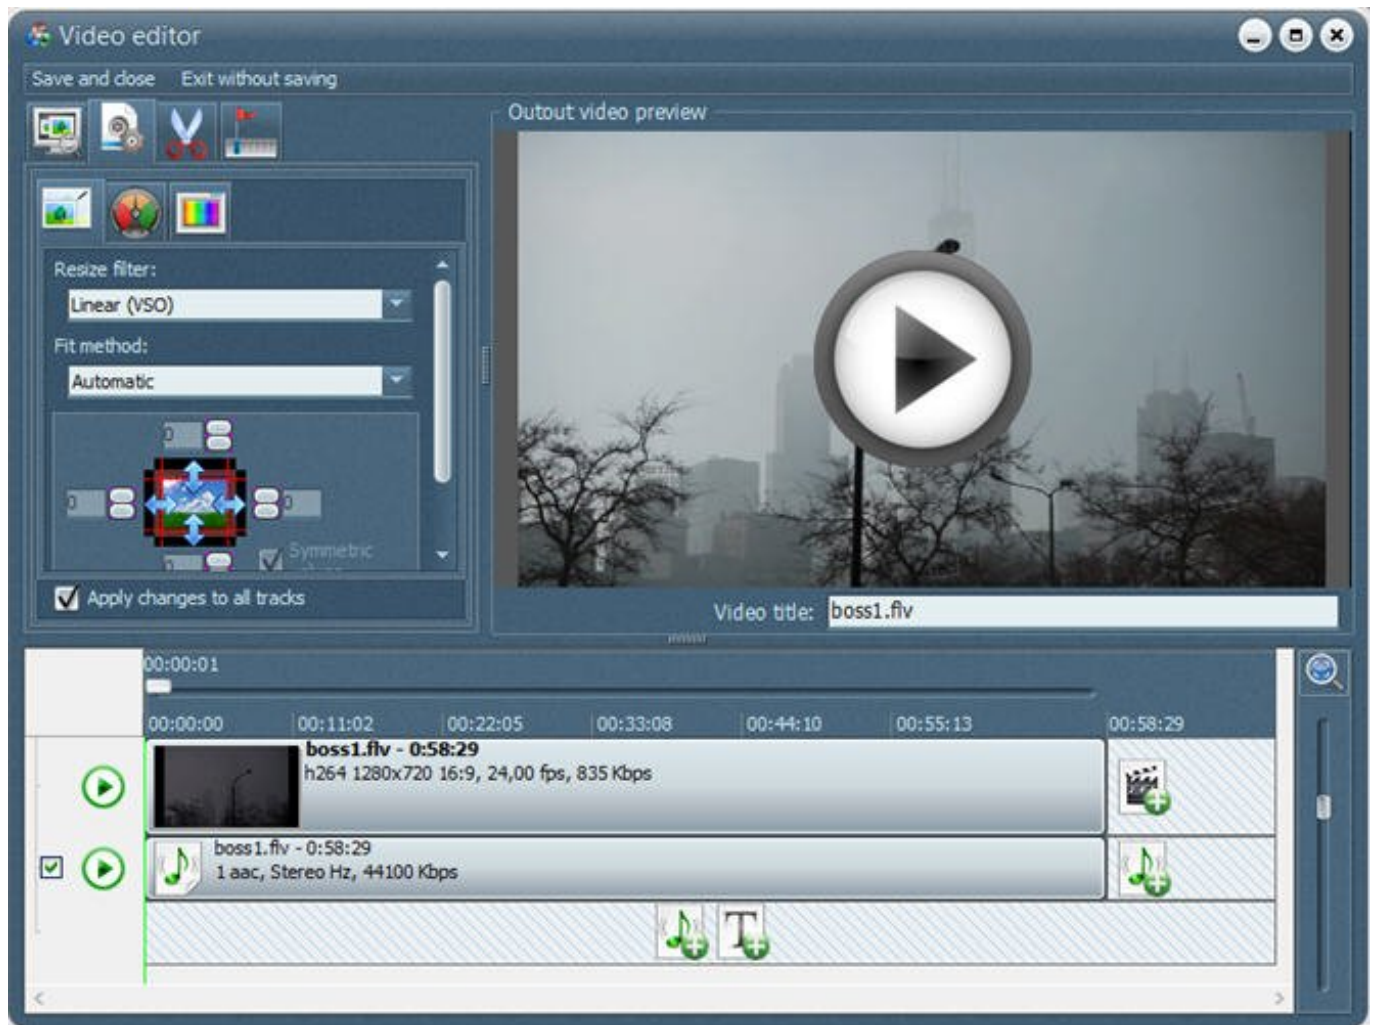 Video editor
Save and close Exit without saving
Outout video preview
Resize filter:
Linear (VSO)
Fit method:
Automatic
0
0 0
Symmetric
Apply changes to all tracks
Video title: boss1.flv
00:00:01
00:00:00 00:11:02 00:22:05 00:33:08 00:44:10 00:55:13 00:58:29
boss1.flv - 0:58:29
h264 1280x720 16:9, 24,00 fps, 835 Kbps
boss1.flv - 0:58:29
1 aac, Stereo Hz, 44100 Kbps
T